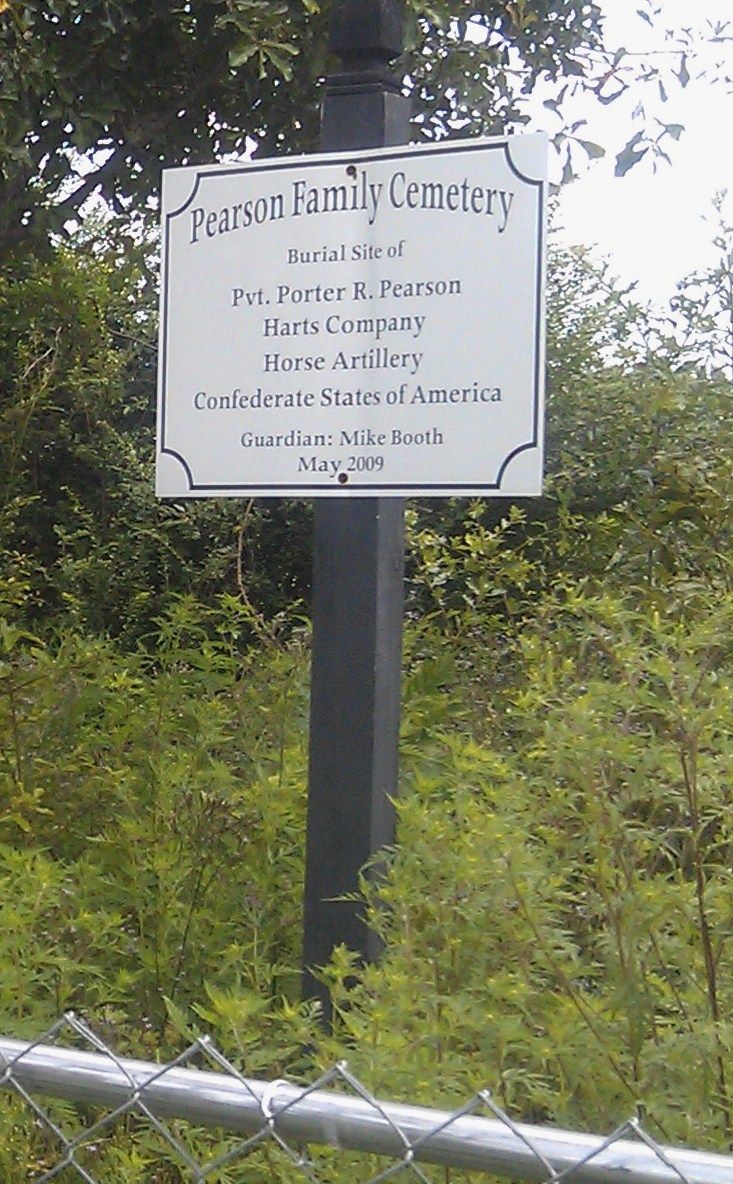 Pearson Family Cemetery
Burial Site of
Pvt. Porter R. Pearson
Harts Company
Horse Artillery
Confederate States of America
Guardian: Mike Booth
May 2009